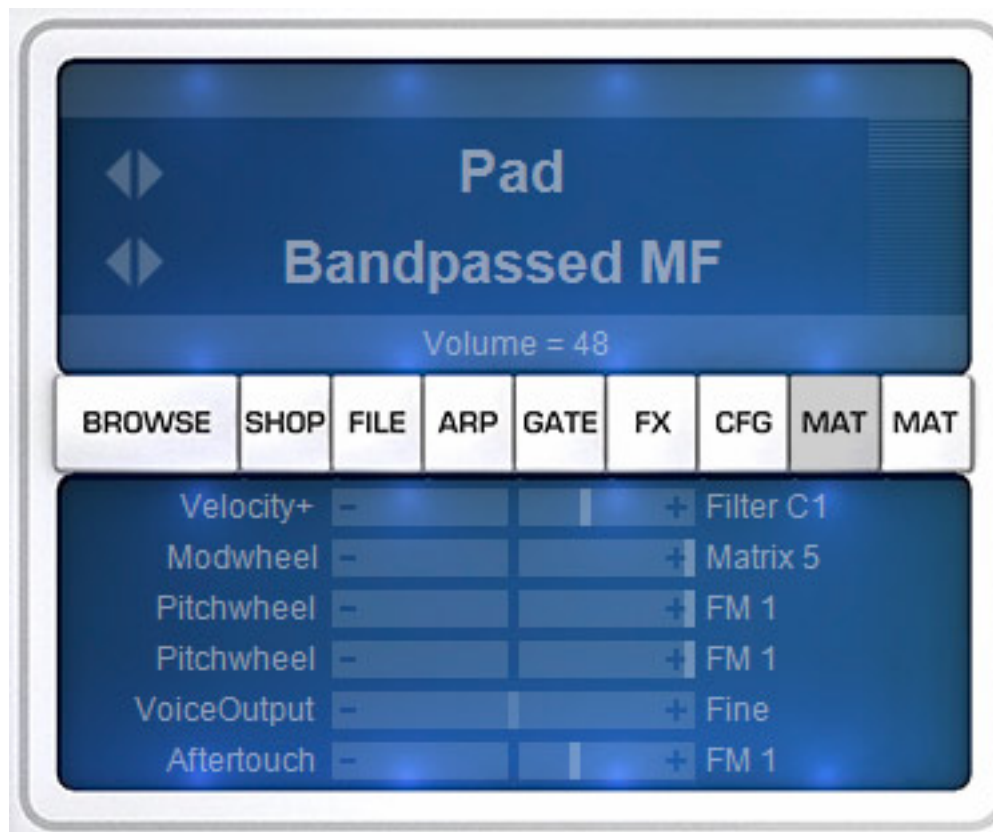 Pad
Bandpassed MF
Volume = 48
BROWSE SHOP FILE ARP GATE FX CFG MAT MAT
Velocity+ - + Filter C1
Modwheel - + Matrix 5
Pitchwheel - + FM 1
Pitchwheel - + FM 1
VoiceOutput - + Fine
Aftertouch - + FM 1